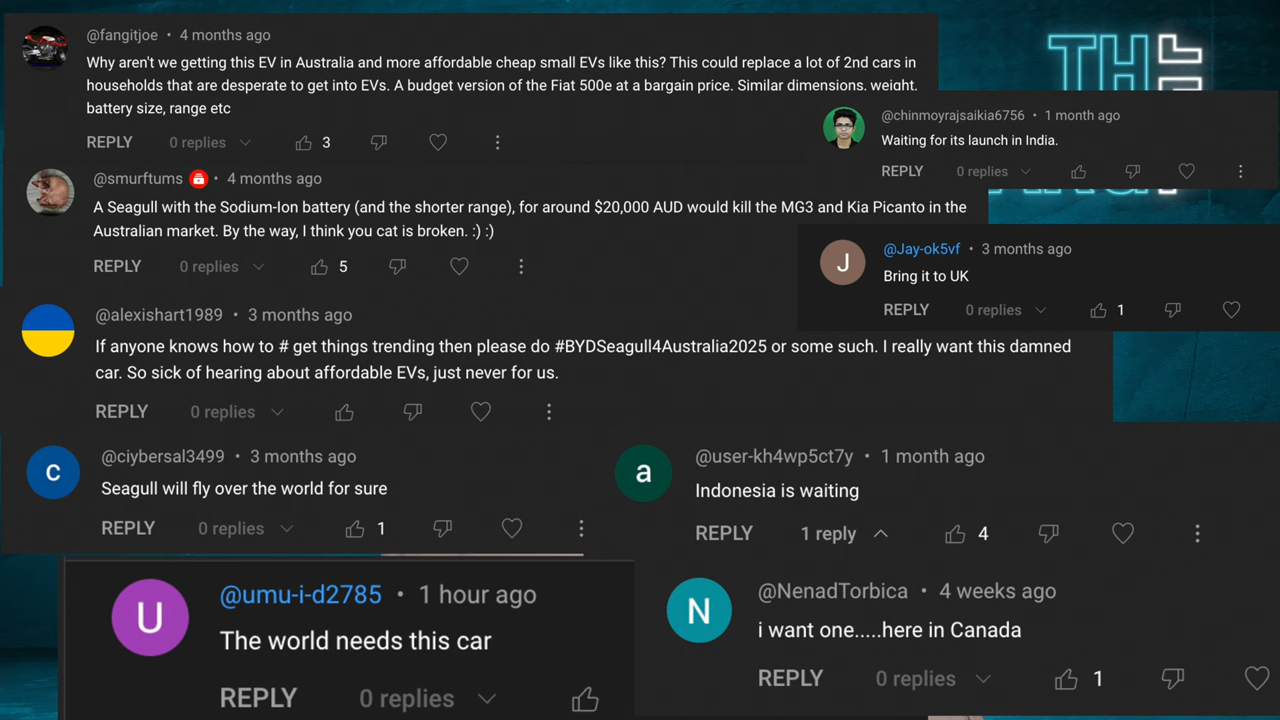 @fangitjoe • 4 months ago
Why aren't we getting this EV in Australia and more affordable cheap small EVs like this? This could replace a lot of 2nd cars in
households that are desperate to get into EVs. A budget version of the Fiat 500e at a bargain price. Similar dimensions. weight.
battery size, range etc
REPLY 0 replies 3
THE
@chinmoyrajsaikia6756 • 1 month ago
Waiting for its launch in India.
REPLY 0 replies
@smurftums • 4 months ago
A Seagull with the Sodium-Ion battery (and the shorter range), for around $20,000 AUD would kill the MG3 and Kia Picanto in the
Australian market. By the way, I think you cat is broken. :) :)
REPLY 0 replies 5
J
@Jay-ok5vf • 3 months ago
Bring it to UK
REPLY 0 replies 1
@alexishart1989 • 3 months ago
If anyone knows how to # get things trending then please do #BYDSeagull4Australia2025 or some such. I really want this damned
car. So sick of hearing about affordable EVs, just never for us.
REPLY 0 replies
c
@ciybersal3499 • 3 months ago
Seagull will fly over the world for sure
REPLY 0 replies 1
a
@user-kh4wp5ct7y • 1 month ago
Indonesia is waiting
REPLY 1 reply 4
U
@umu-i-d2785 • 1 hour ago
The world needs this car
REPLY 0 replies
N
@NenadTorbica • 4 weeks ago
i want one.....here in Canada
REPLY 0 replies 1